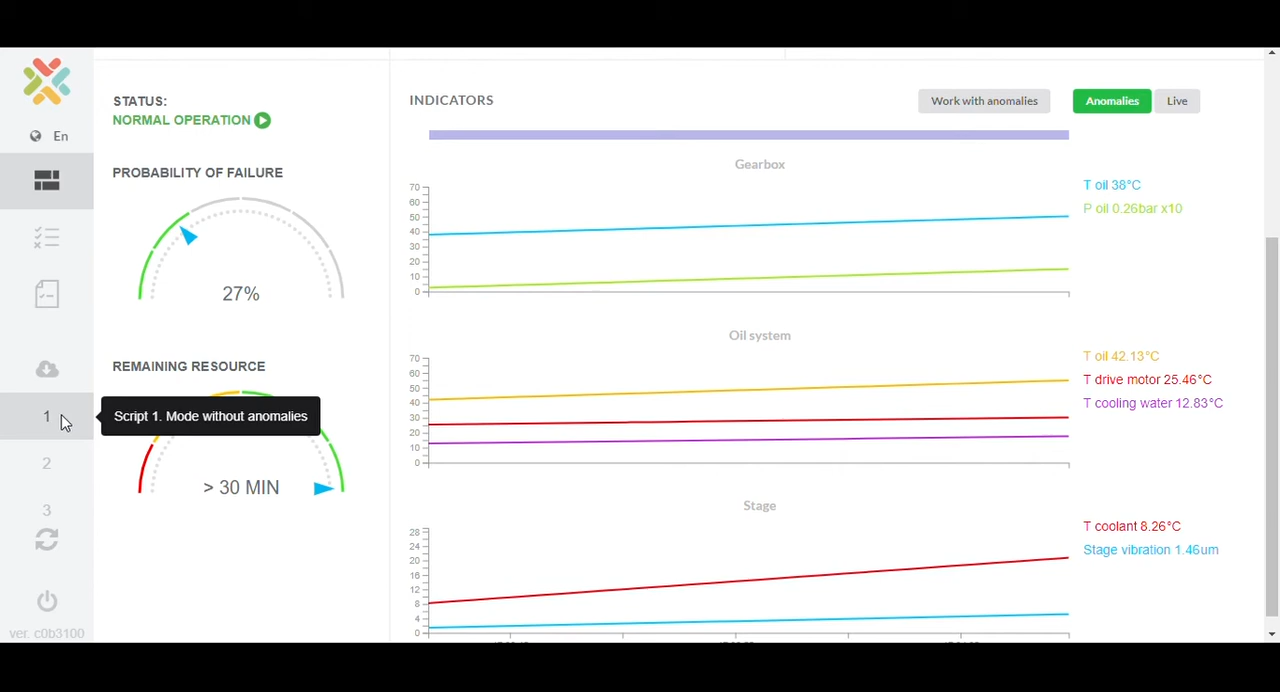 En
1
2
3
ver. c0b3100
STATUS:
NORMAL OPERATION
PROBABILITY OF FAILURE
27%
REMAINING RESOURCE
Script 1. Mode without anomalies
> 30 MIN
INDICATORS
Work with anomalies
Anomalies
Live
Gearbox
70
60
50
40
30
20
10
0
T oil 38°C
P oil 0.26bar x10
Oil system
70
60
50
40
30
20
10
0
T oil 42.13°C
T drive motor 25.46°C
T cooling water 12.83°C
Stage
28
24
20
16
12
8
4
0
T coolant 8.26°C
Stage vibration 1.46um